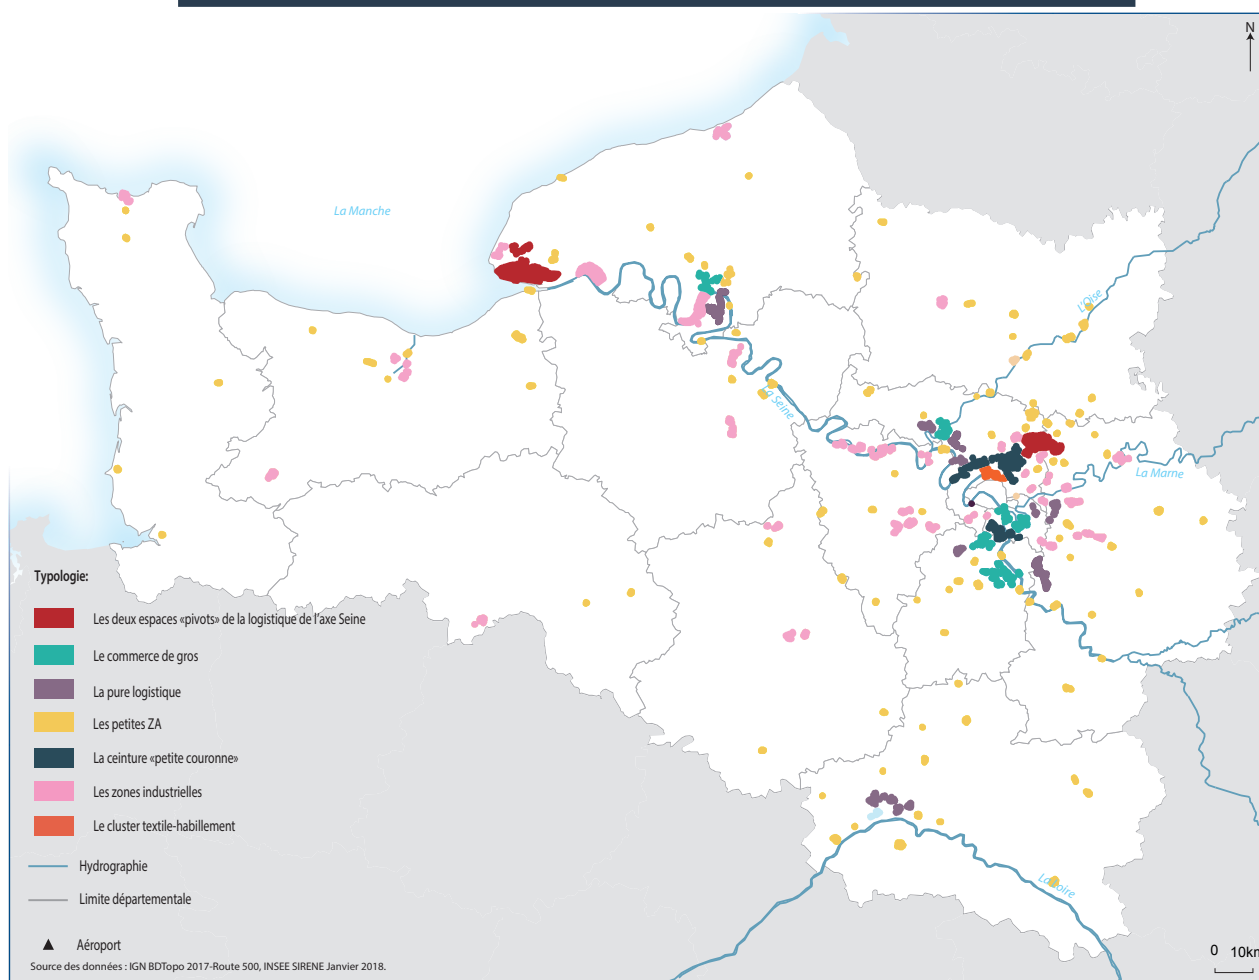 N
La Manche
L'Oise
La Seine
La Marne
La Loire
Typologie:
Les deux espaces «pivots» de la logistique de l'axe Seine
Le commerce de gros
La pure logistique
Les petites ZA
La ceinture «petite couronne»
Les zones industrielles
Le cluster textile-habillement
Hydrographie
Limite départementale
Aéroport
Source des données : IGN BDTopo 2017-Route 500, INSEE SIRENE Janvier 2018.
0 10km